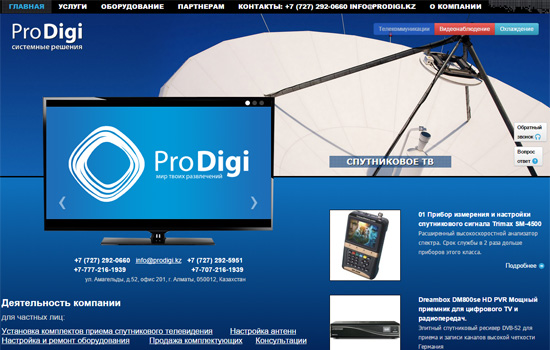 ГЛАВНАЯ УСЛУГИ ОБОРУДОВАНИЕ ПАРТНЕРАМ КОНТАКТЫ: +7 (727) 292-0660 INFO@PRODIGI.KZ О КОМПАНИИ
ProDigi
системные решения
Телекоммуникации Видеонаблюдение Охлаждение
Обратный
звонок
Вопрос
ответ
СПУТНИКОВОЕ ТВ
ProDigi
мир твоих развлечений
+7 (727) 292-0660 info@prodigi.kz +7 (727) 292-5951
+7-777-216-1939 +7-707-216-1939
ул. Амангельды, д.52, офис 201, г. Алматы, 050012, Казахстан
Деятельность компании
для частных лиц:
Установка комплектов приема спутникового телевидения Настройка антенн
Настройка и ремонт оборудования Продажа комплектующих Консультации
01 Прибор измерения и настройки
спутникового сигнала Trimax SM-4500
Расширенный высокоскоростной анализатор
спектра. Срок службы в 2 раза дольше
приборов этого класса.
Подробнее
Dreambox DM800se HD PVR Мощный
приемник для цифрового TV и
радиопередач.
Элитный спутниковый ресивер DVB-S2 для
приема и записи каналов высокой четкости
Германия